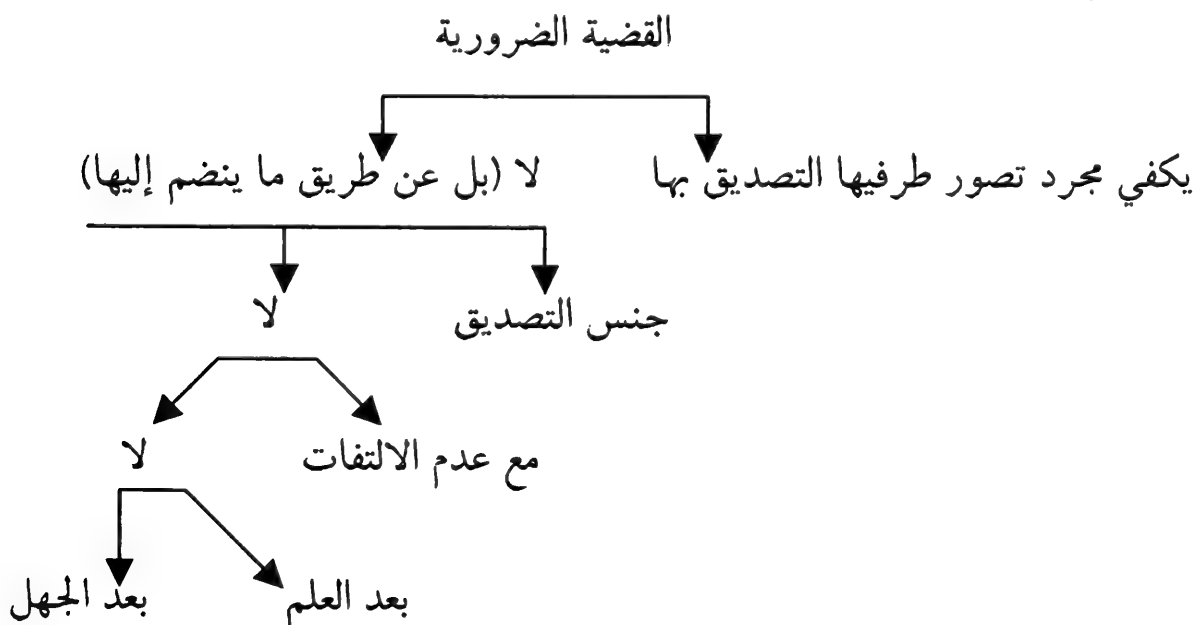 القضية الضرورية
يكفي مجرد تصور طرفيها التصديق بها لا (بل عن طريق ما ينضم إليها)
جنس التصديق لا
مع عدم الالتفات لا
بعد العلم بعد الجهل